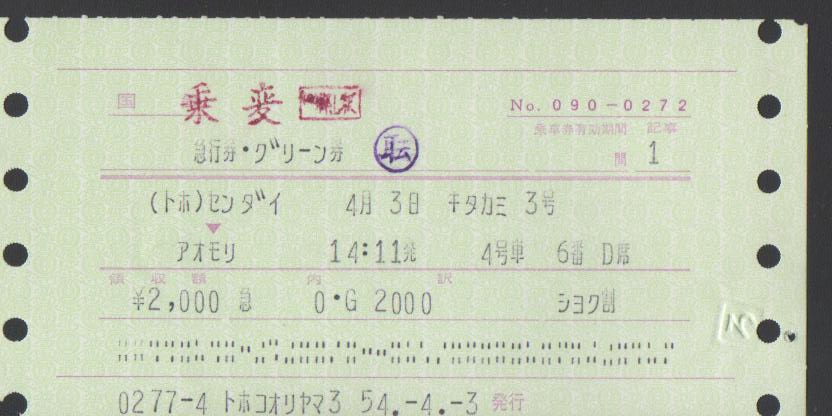 国 乗変
No. 090-0272
乗車券有効期間 記事
急行券・グリーン券 転 間 1
(トホ)センダイ 4月 3日 キタカミ 3号
▼
アオモリ 14:11発 4号車 6番 D席
領収額 内訳
¥2,000 急 0・G 2000 ショク割
0277-4 トホコオリヤマ3 54.-4.-3 発行